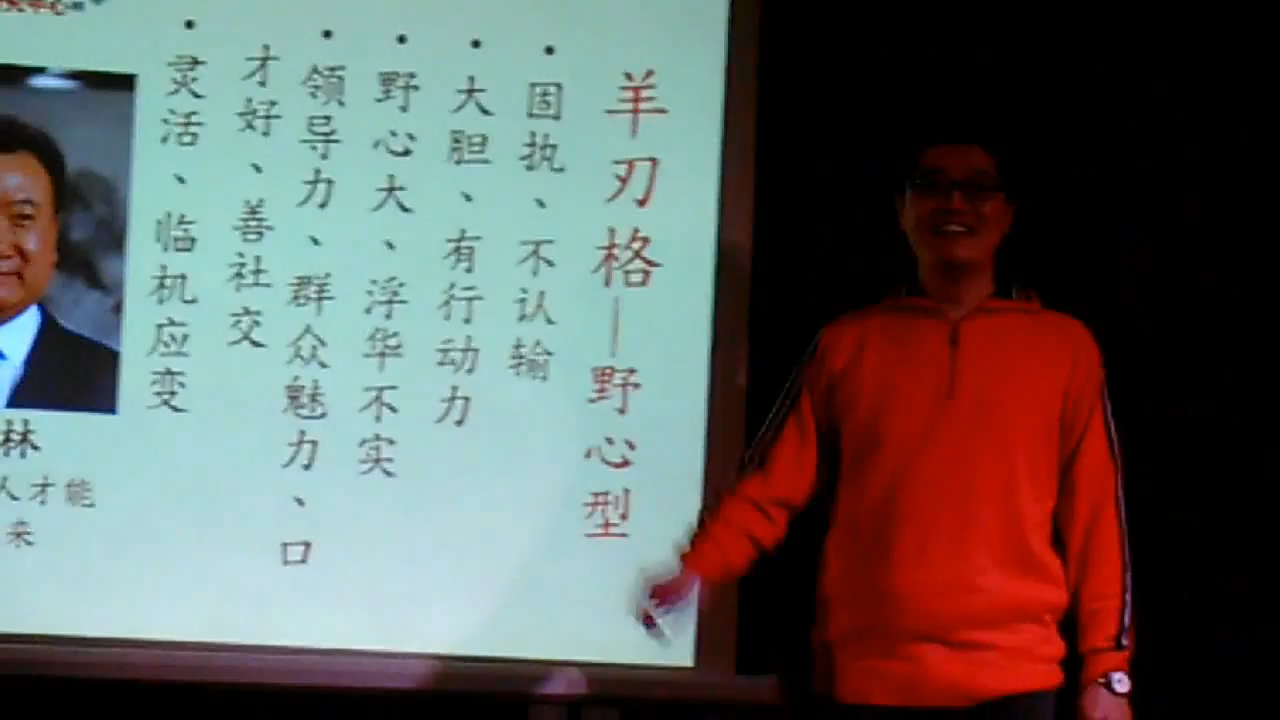 羊刃格—野心型
• 固执、不认输
• 大胆、有行动力
• 野心大、浮华不实
• 领导力、群众魅力、口
才好、善社交
• 灵活、临机应变
林
人才能
来